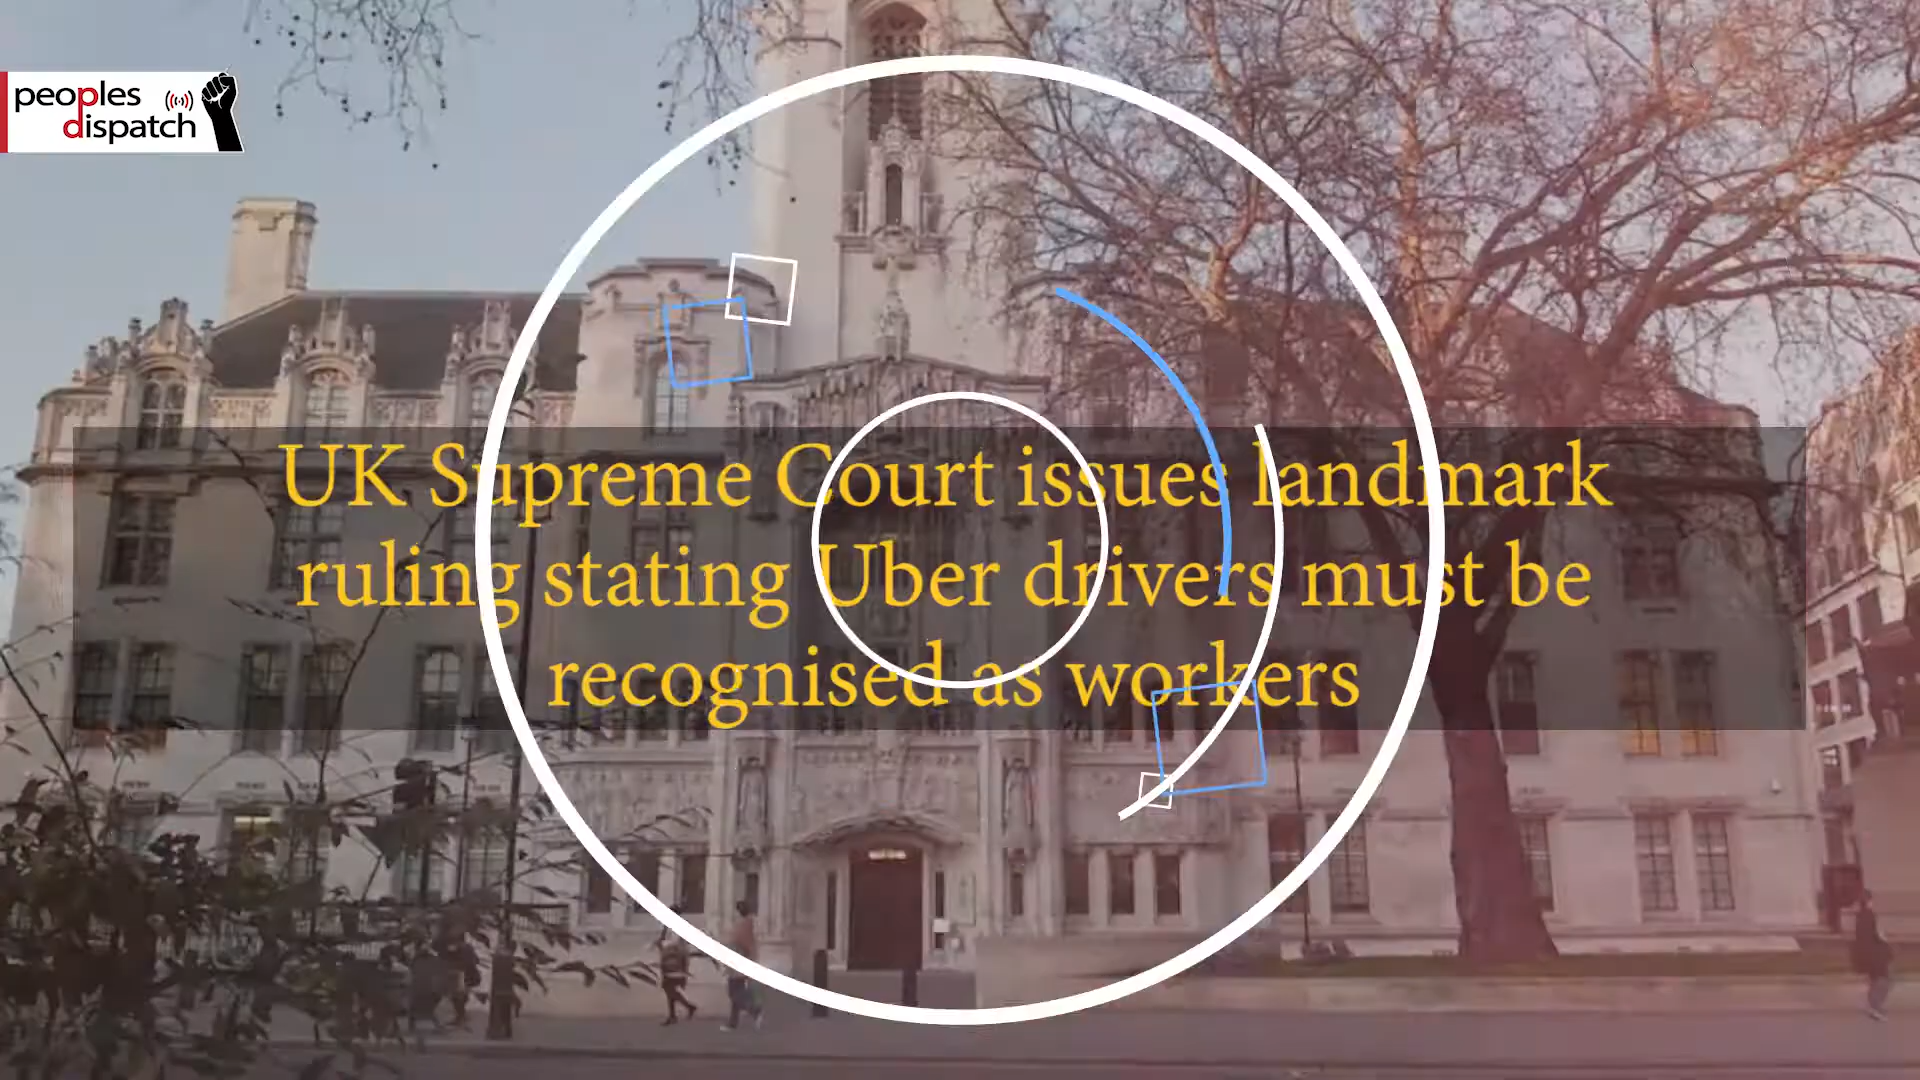 peoples
dispatch
UK Supreme Court issues landmark
ruling stating Uber drivers must be
recognised as workers